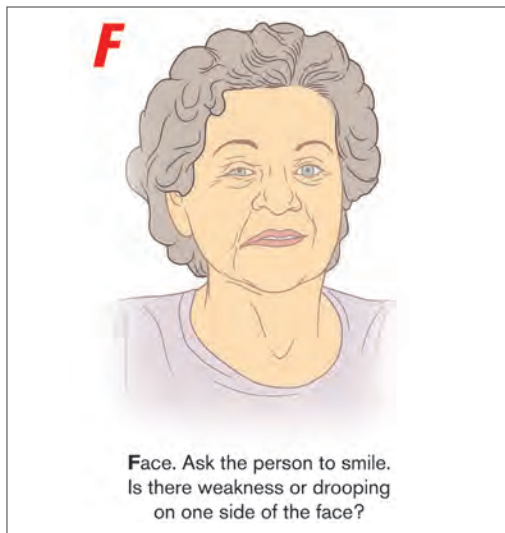 F
Face. Ask the person to smile.
Is there weakness or drooping
on one side of the face?